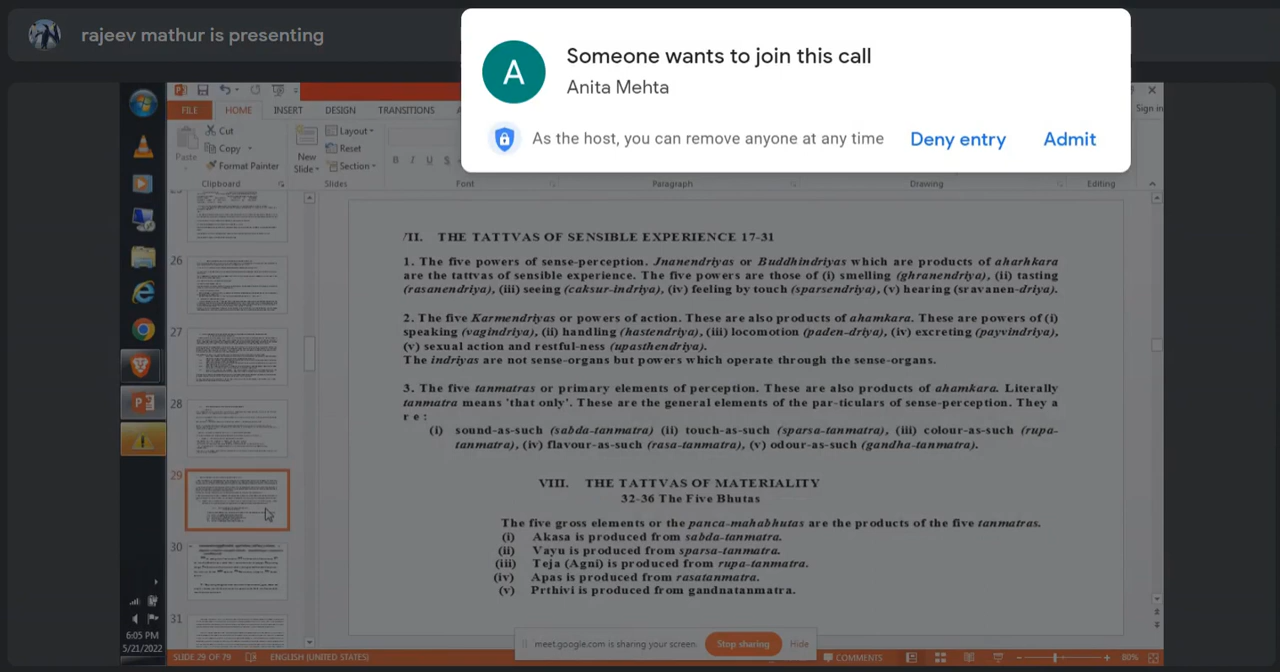 rajeev mathur is presenting
A
Someone wants to join this call
Anita Mehta
As the host, you can remove anyone at any time
Deny entry
Admit
Sign in
FILE HOME INSERT DESIGN TRANSITIONS
Paste
Cut
Copy
Format Painter
New
Slide
Layout
Reset
Section
B I U S
Clipboard Slides Font Paragraph Drawing Editing
26
27
28
29
30
31
/II. THE TATTVAS OF SENSIBLE EXPERIENCE 17-31
1. The five powers of sense-perception. Jnanendriyas or Buddhindriyas which are products of aharhkara
are the tattvas of sensible experience. The five powers are those of (i) smelling (ghranendriya), (ii) tasting
(rasanendriya), (iii) seeing (caksur-indriya), (iv) feeling by touch (sparsendriya), (v) hearing (sravanen-driya).
2. The five Karmendriyas or powers of action. These are also products of ahamkara. These are powers of(i)
speaking (vagindriya), (ii) handling (hastendriya), (iii) locomotion (paden-driya), (iv) excreting (payvindriya),
(v) sexual action and restful-ness (upasthendriya).
The indriyas are not sense-organs but powers which operate through the sense-organs.
3. The five tanmatras or primary elements of perception. These are also products of ahamkara. Literally
tanmatra means 'that only'. These are the general elements of the par-ticulars of sense-perception. They a
r e :
(i) sound-as-such (sabda-tanmatra) (ii) touch-as-such (sparsa-tanmatra), (iii) colour-as-such (rupa-
tanmatra), (iv) flavour-as-such (rasa-tanmatra), (v) odour-as-such (gandha-tanmatra).
VIII. THE TATTVAS OF MATERIALITY
32-36 The Five Bhutas
The five gross elements or the panca-mahabhutas are the products of the five tanmatras.
(i) Akasa is produced from sabda-tanmatra.
(ii) Vayu is produced from sparsa-tanmatra.
(iii) Teja (Agni) is produced from rupa-tanmatra.
(iv) Apas is produced from rasatanmatra.
(v) Prthivi is produced from gandnatanmatra.
meet.google.com is sharing your screen.
Stop sharing
Hide
6:05 PM
5/21/2022
SLIDE 29 OF 79
ENGLISH (UNITED STATES)
COMMENTS
80%